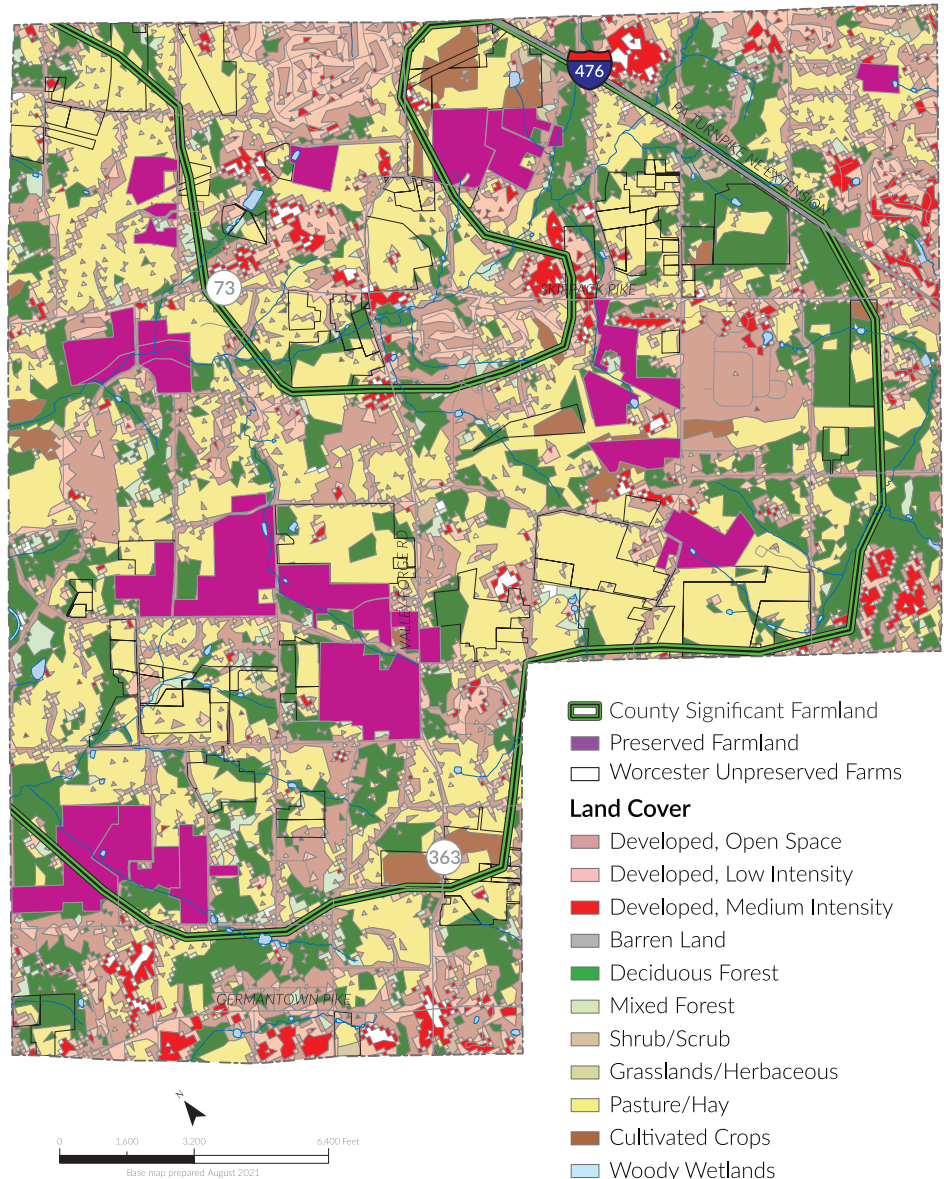 476
PA TURNPIKE NE EXTENSION
73
SKIPPACK PIKE
VALLEY FORGE RD
363
GERMANTOWN PIKE
County Significant Farmland
Preserved Farmland
Worcester Unpreserved Farms
Land Cover
Developed, Open Space
Developed, Low Intensity
Developed, Medium Intensity
Barren Land
Deciduous Forest
Mixed Forest
Shrub/Scrub
Grasslands/Herbaceous
Pasture/Hay
Cultivated Crops
Woody Wetlands
N
0 1,600 3,200 6,400 Feet
Base map prepared August 2021